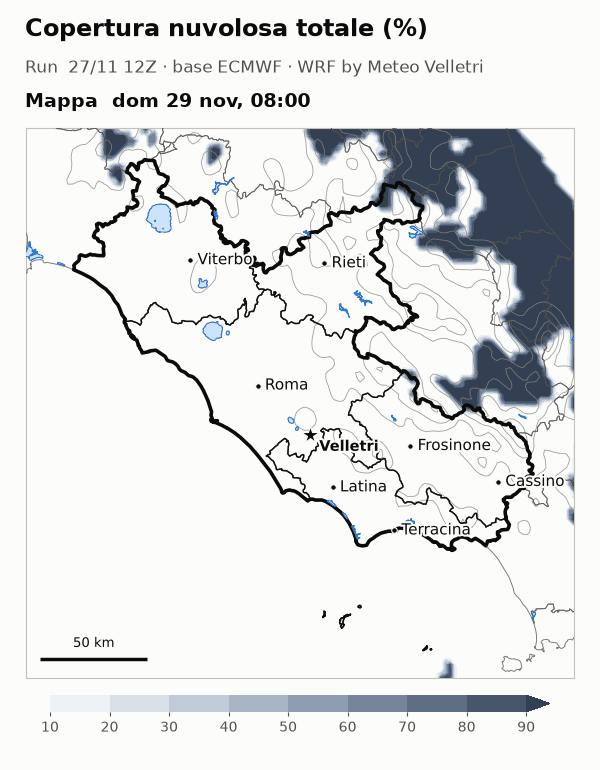 Copertura nuvolosa totale (%)
Run 27/11 12Z · base ECMWF · WRF by Meteo Velletri
Mappa dom 29 nov, 08:00
Viterbo
Rieti
Roma
Velletri
Frosinone
Latina
Cassino
Terracina
50 km
10 20 30 40 50 60 70 80 90